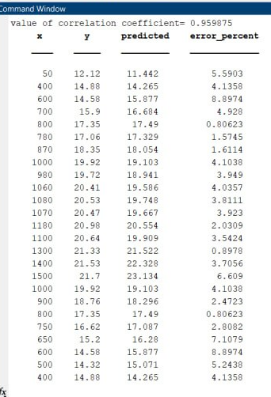 Command Window
value of correlation coefficient= 0.959875
x y predicted error_percent
50 12.12 11.442 5.5903
400 14.88 14.265 4.1358
600 14.58 15.877 8.8974
700 15.9 16.684 4.928
800 17.35 17.49 0.80623
780 17.06 17.329 1.5745
870 18.35 18.054 1.6114
1000 19.92 19.103 4.1038
980 19.72 18.941 3.949
1060 20.41 19.586 4.0357
1080 20.53 19.748 3.8111
1070 20.47 19.667 3.923
1180 20.98 20.554 2.0309
1100 20.64 19.909 3.5424
1300 21.33 21.522 0.8978
1400 21.53 22.328 3.7056
1500 21.7 23.134 6.609
1000 19.92 19.103 4.1038
900 18.76 18.296 2.4723
800 17.35 17.49 0.80623
750 16.62 17.087 2.8082
650 15.2 16.28 7.1079
600 14.58 15.877 8.8974
500 14.32 15.071 5.2438
400 14.88 14.265 4.1358
fx